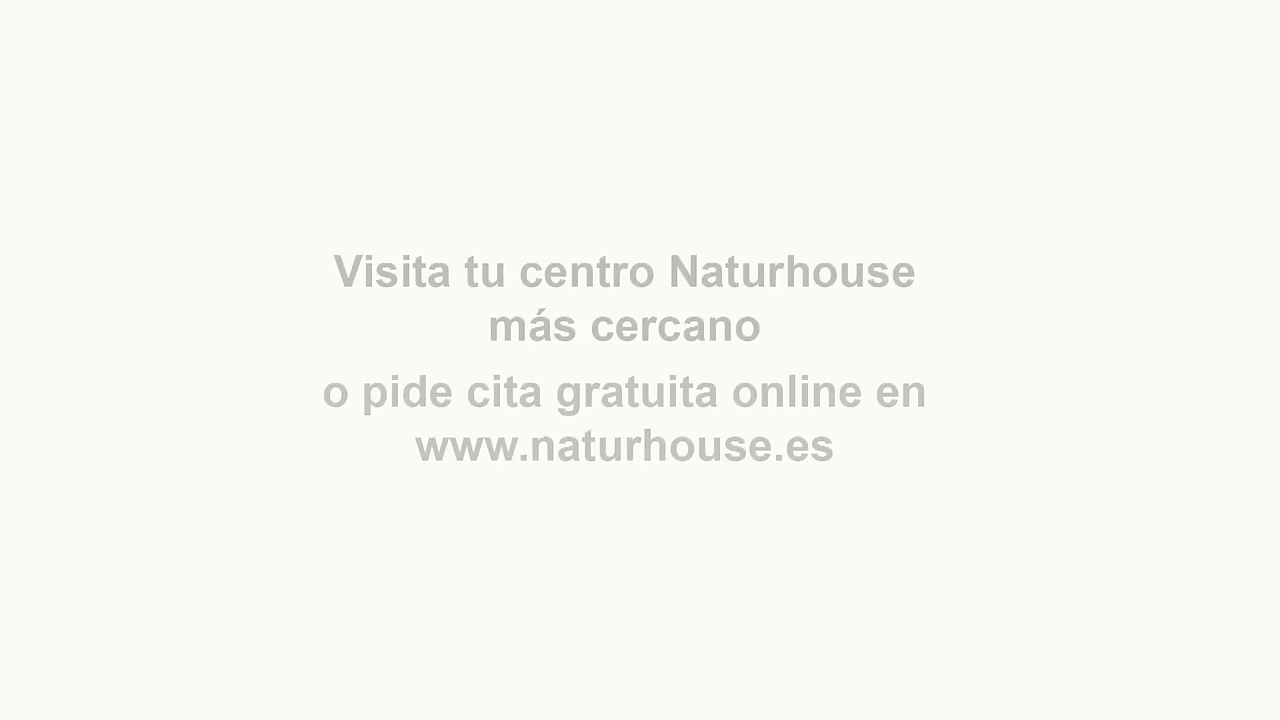 Visita tu centro Naturhouse
más cercano
o pide cita gratuita online en
www.naturhouse.es